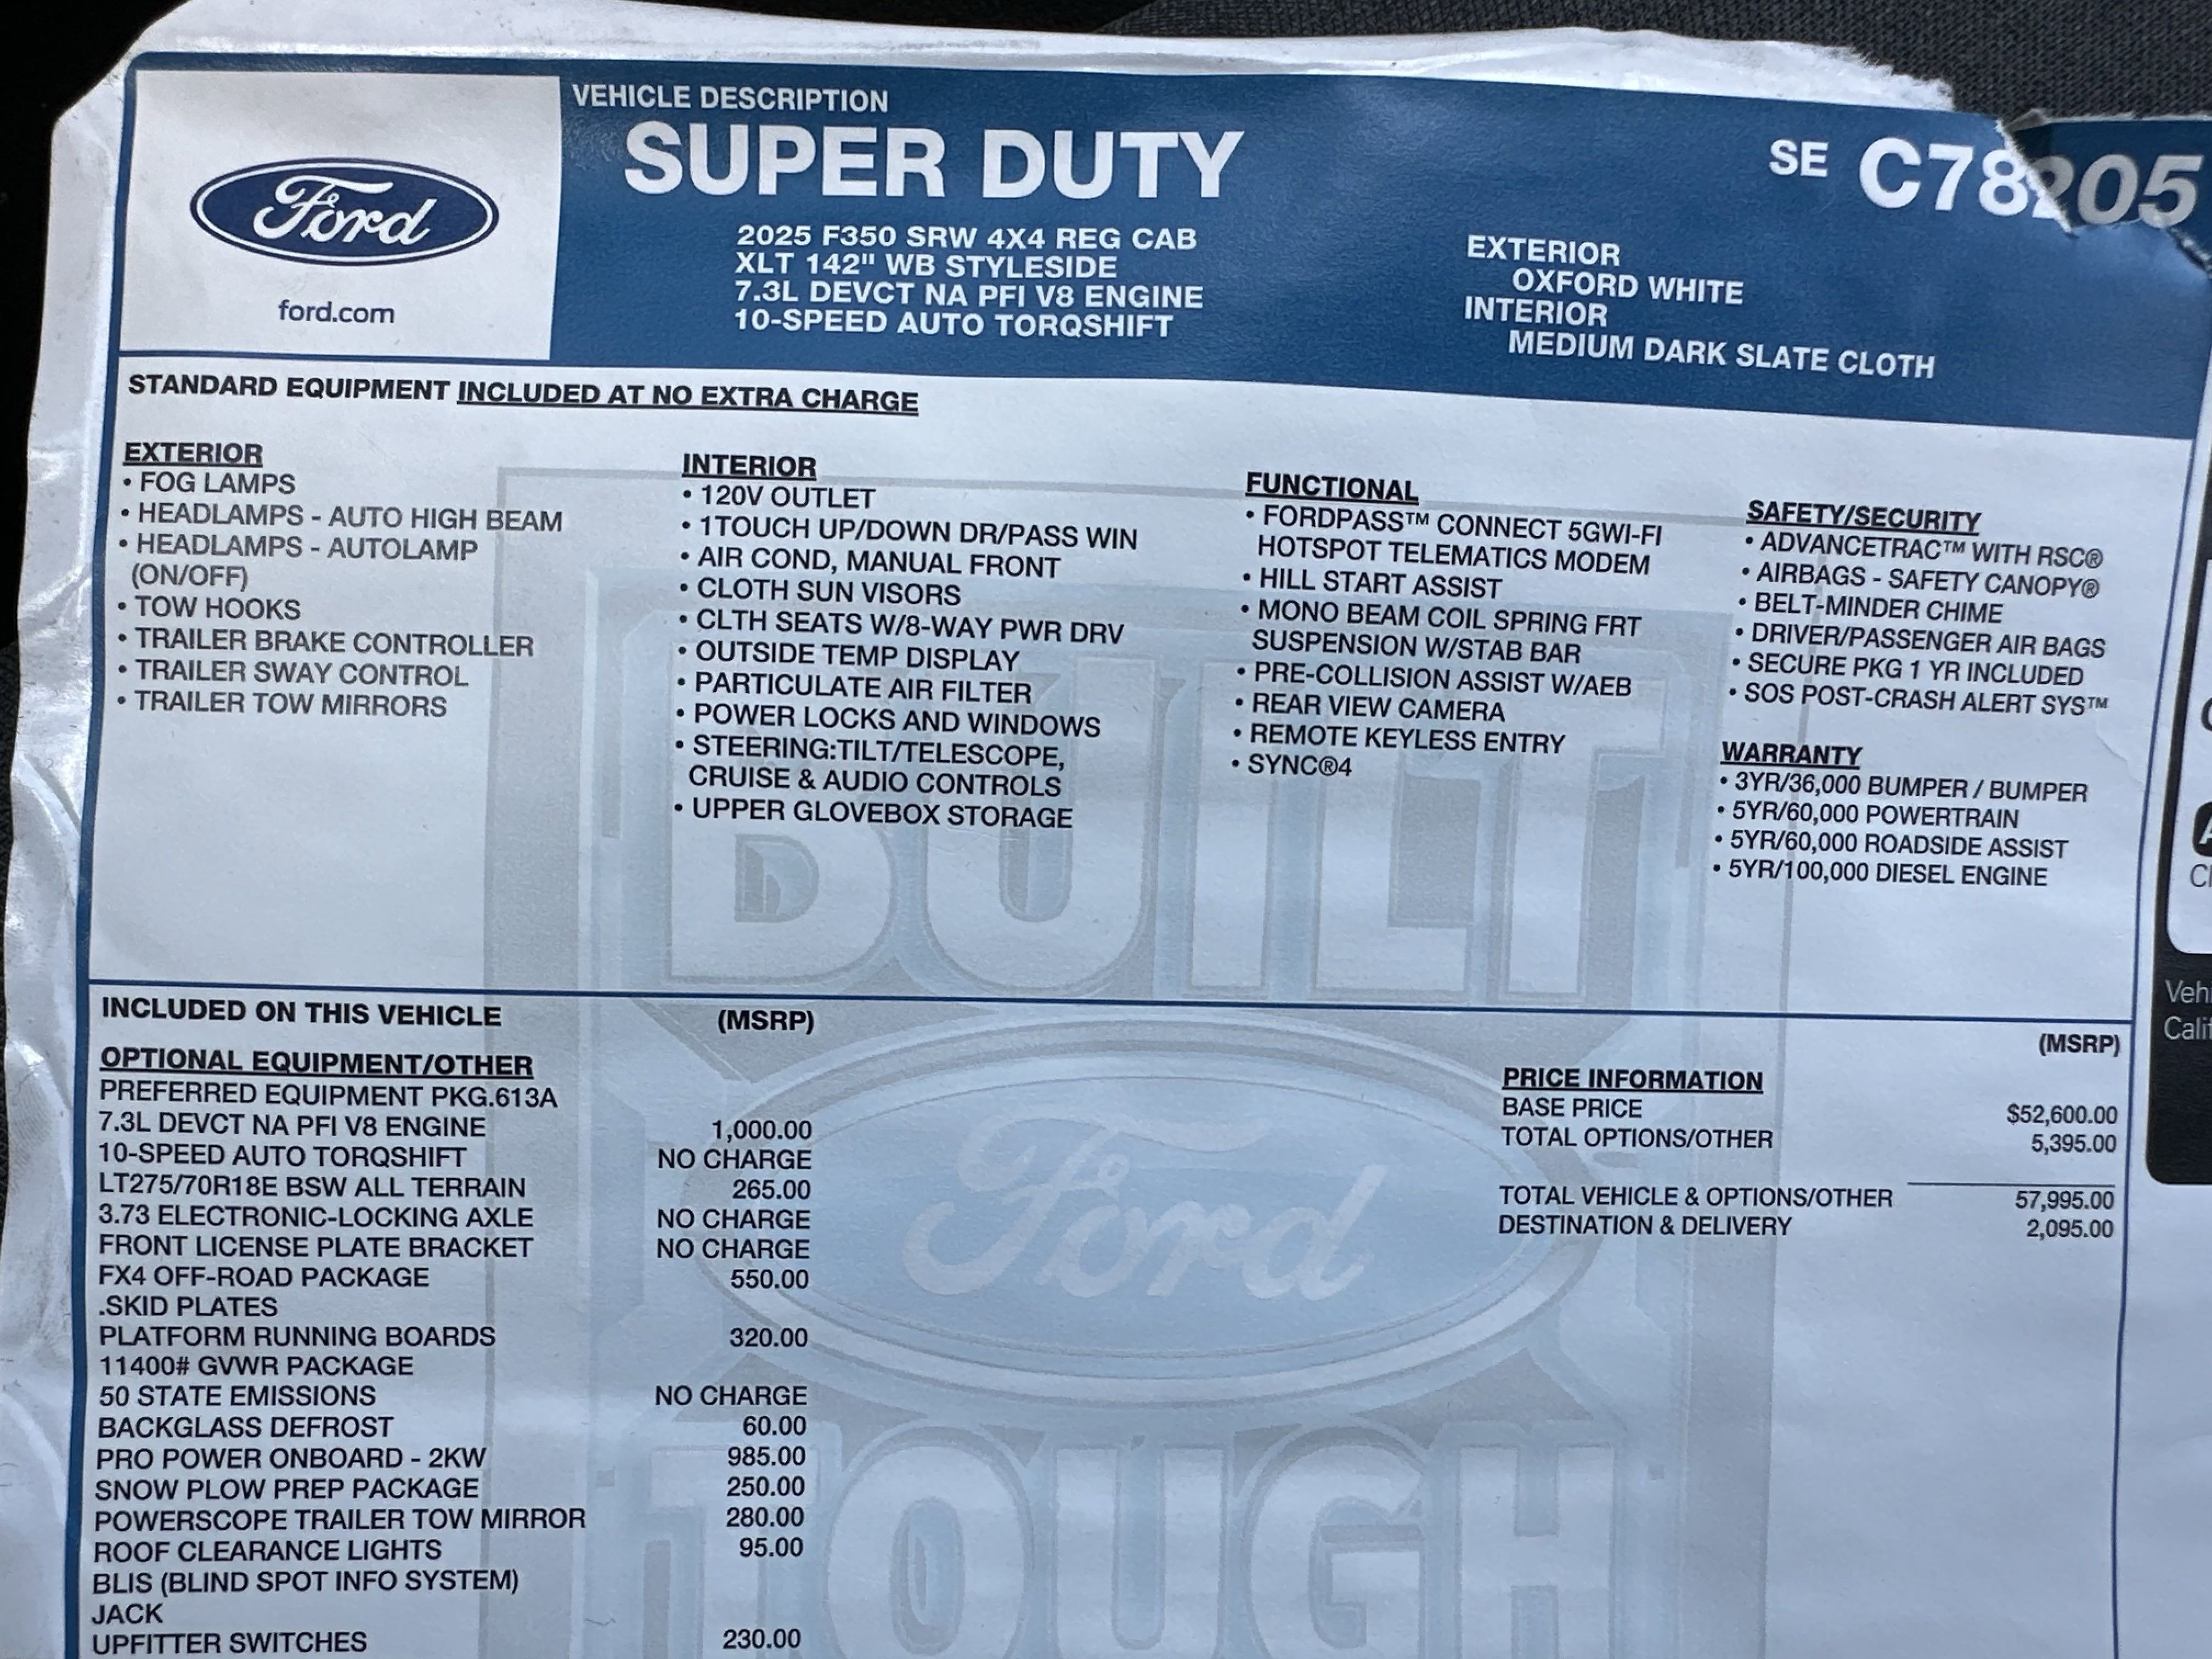 Ford
ford.com
VEHICLE DESCRIPTION
SUPER DUTY
2025 F350 SRW 4X4 REG CAB
XLT 142" WB STYLESIDE
7.3L DEVCT NA PFI V8 ENGINE
10-SPEED AUTO TORQSHIFT
SE C78205
EXTERIOR
OXFORD WHITE
INTERIOR
MEDIUM DARK SLATE CLOTH
STANDARD EQUIPMENT INCLUDED AT NO EXTRA CHARGE
EXTERIOR
• FOG LAMPS
• HEADLAMPS - AUTO HIGH BEAM
• HEADLAMPS - AUTOLAMP
(ON/OFF)
• TOW HOOKS
• TRAILER BRAKE CONTROLLER
• TRAILER SWAY CONTROL
• TRAILER TOW MIRRORS
INTERIOR
• 120V OUTLET
• 1TOUCH UP/DOWN DR/PASS WIN
• AIR COND, MANUAL FRONT
• CLOTH SUN VISORS
• CLTH SEATS W/8-WAY PWR DRV
• OUTSIDE TEMP DISPLAY
• PARTICULATE AIR FILTER
• POWER LOCKS AND WINDOWS
• STEERING:TILT/TELESCOPE,
CRUISE & AUDIO CONTROLS
• UPPER GLOVEBOX STORAGE
FUNCTIONAL
• FORDPASS™ CONNECT 5GWI-FI
HOTSPOT TELEMATICS MODEM
• HILL START ASSIST
• MONO BEAM COIL SPRING FRT
SUSPENSION W/STAB BAR
• PRE-COLLISION ASSIST W/AEB
• REAR VIEW CAMERA
• REMOTE KEYLESS ENTRY
• SYNC®4
SAFETY/SECURITY
• ADVANCETRAC™ WITH RSC®
• AIRBAGS - SAFETY CANOPY®
• BELT-MINDER CHIME
• DRIVER/PASSENGER AIR BAGS
• SECURE PKG 1 YR INCLUDED
• SOS POST-CRASH ALERT SYS™
WARRANTY
• 3YR/36,000 BUMPER / BUMPER
• 5YR/60,000 POWERTRAIN
• 5YR/60,000 ROADSIDE ASSIST
• 5YR/100,000 DIESEL ENGINE
BUILT
Ford
TOUGH
INCLUDED ON THIS VEHICLE (MSRP)
OPTIONAL EQUIPMENT/OTHER
PREFERRED EQUIPMENT PKG.613A
7.3L DEVCT NA PFI V8 ENGINE 1,000.00
10-SPEED AUTO TORQSHIFT NO CHARGE
LT275/70R18E BSW ALL TERRAIN 265.00
3.73 ELECTRONIC-LOCKING AXLE NO CHARGE
FRONT LICENSE PLATE BRACKET NO CHARGE
FX4 OFF-ROAD PACKAGE 550.00
.SKID PLATES
PLATFORM RUNNING BOARDS 320.00
11400# GVWR PACKAGE
50 STATE EMISSIONS NO CHARGE
BACKGLASS DEFROST 60.00
PRO POWER ONBOARD - 2KW 985.00
SNOW PLOW PREP PACKAGE 250.00
POWERSCOPE TRAILER TOW MIRROR 280.00
ROOF CLEARANCE LIGHTS 95.00
BLIS (BLIND SPOT INFO SYSTEM)
JACK
UPFITTER SWITCHES 230.00
(MSRP)
PRICE INFORMATION
BASE PRICE $52,600.00
TOTAL OPTIONS/OTHER 5,395.00
TOTAL VEHICLE & OPTIONS/OTHER 57,995.00
DESTINATION & DELIVERY 2,095.00